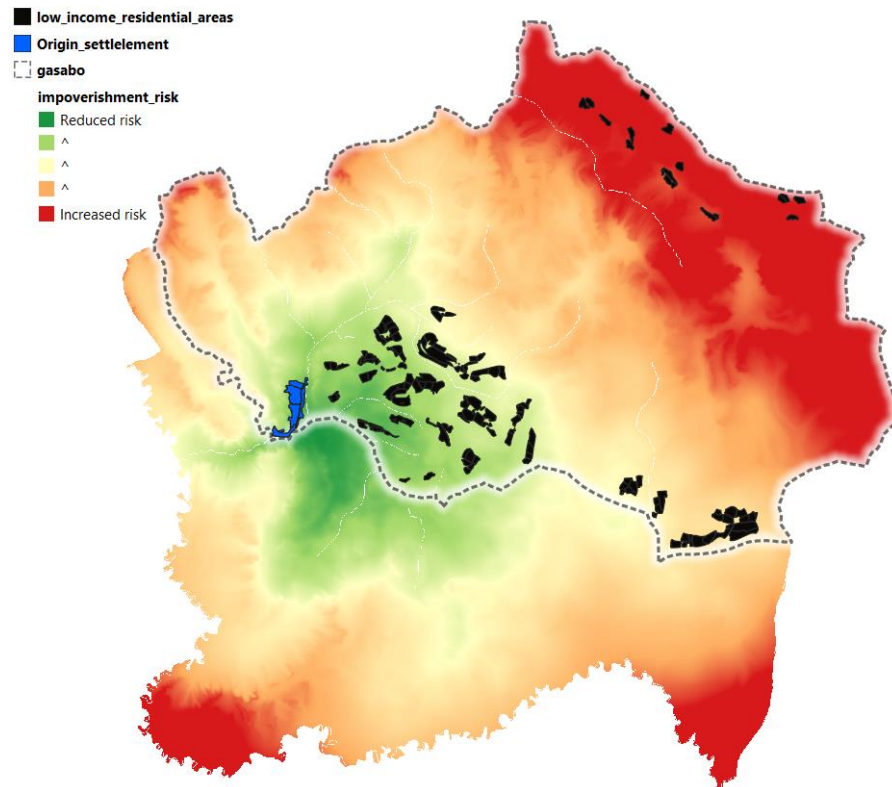 low_income_residential_areas
Origin_settlelement
gasabo
impoverishment_risk
Reduced risk
^
^
^
Increased risk